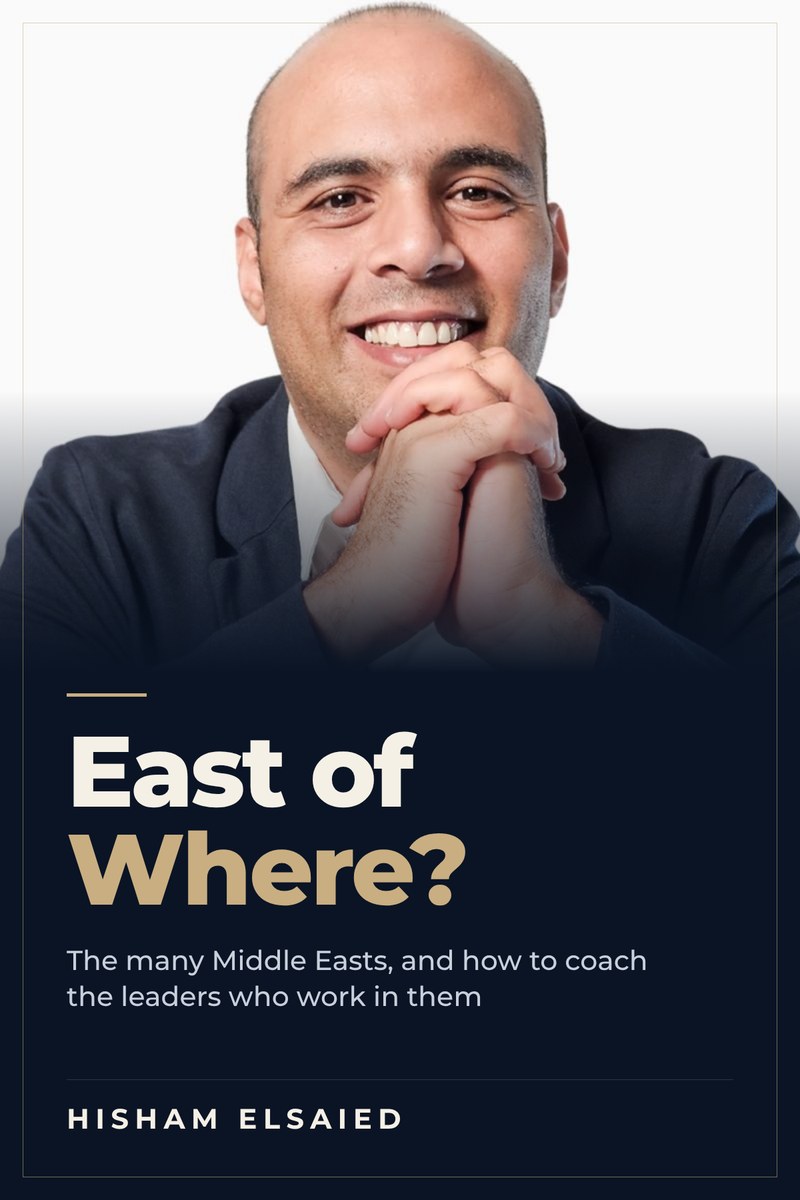 East of
Where?
The many Middle Easts, and how to coach
the leaders who work in them
HISHAM ELSAIED